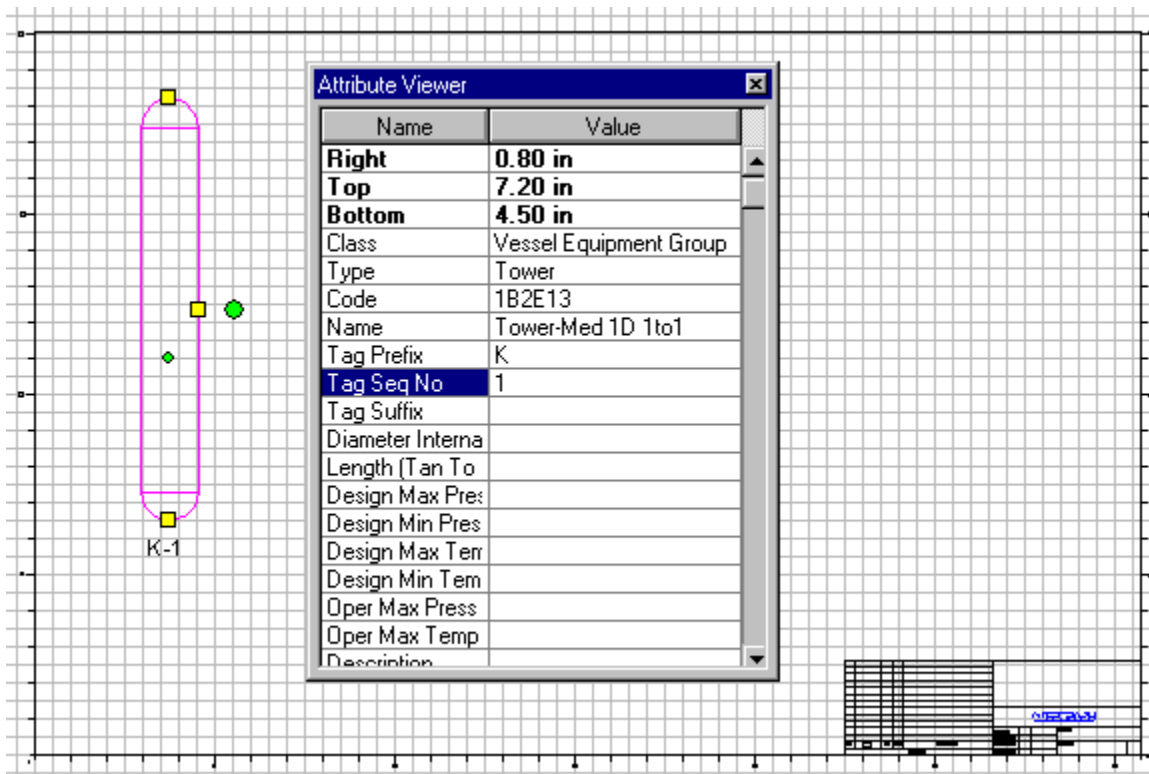 Attribute Viewer
Name Value
Right 0.80 in
Top 7.20 in
Bottom 4.50 in
Class Vessel Equipment Group
Type Tower
Code 1B2E13
Name Tower-Med 1D 1to1
Tag Prefix K
Tag Seq No 1
Tag Suffix
Diameter Interna
Length (Tan To
Design Max Pres
Design Min Pres
Design Max Tem
Design Min Tem
Oper Max Press
Oper Max Temp
Description
K-1